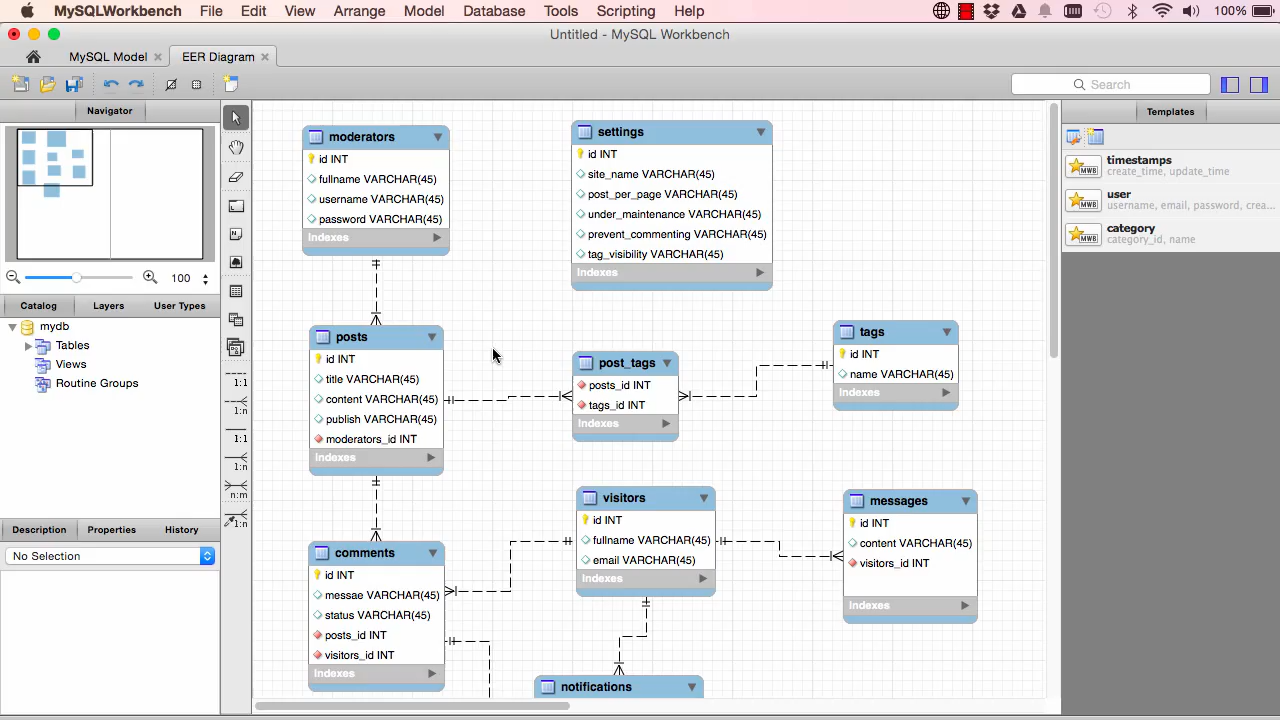 MySQLWorkbench File Edit View Arrange Model Database Tools Scripting Help 100%
Untitled - MySQL Workbench
MySQL Model EER Diagram
Search
Navigator
100
Catalog Layers User Types
mydb
Tables
Views
Routine Groups
Description Properties History
No Selection
1:1
1:n
1:1
1:n
n:m
1:n
moderators
id INT
fullname VARCHAR(45)
username VARCHAR(45)
password VARCHAR(45)
Indexes
settings
id INT
site_name VARCHAR(45)
post_per_page VARCHAR(45)
under_maintenance VARCHAR(45)
prevent_commenting VARCHAR(45)
tag_visibility VARCHAR(45)
Indexes
posts
id INT
title VARCHAR(45)
content VARCHAR(45)
publish VARCHAR(45)
moderators_id INT
Indexes
post_tags
posts_id INT
tags_id INT
Indexes
tags
id INT
name VARCHAR(45)
Indexes
comments
id INT
messae VARCHAR(45)
status VARCHAR(45)
posts_id INT
visitors_id INT
Indexes
visitors
id INT
fullname VARCHAR(45)
email VARCHAR(45)
Indexes
messages
id INT
content VARCHAR(45)
visitors_id INT
Indexes
notifications
Templates
MWB
timestamps
create_time, update_time
MWB
user
username, email, password, crea...
MWB
category
category_id, name